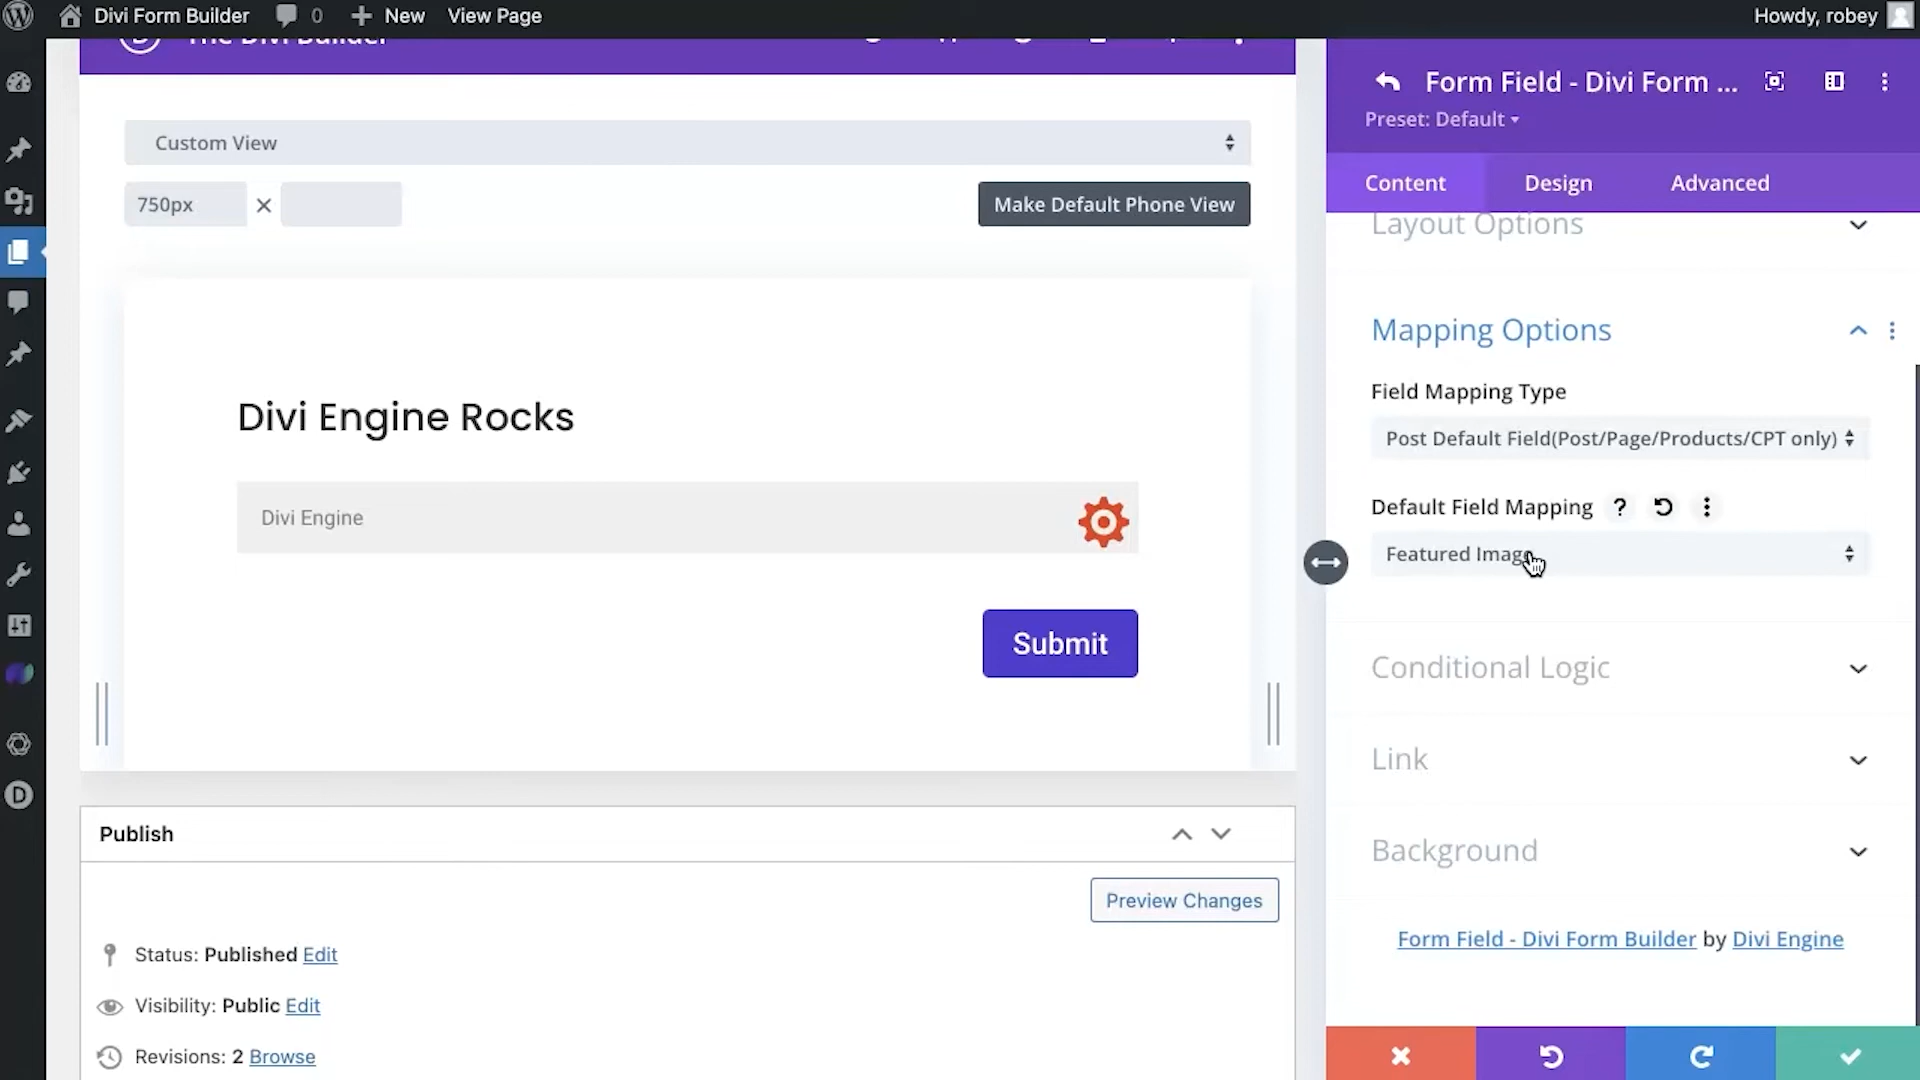 Divi Form Builder
0
New
View Page
Howdy, robey
The Divi Builder
Custom View
750px
Make Default Phone View
Divi Engine Rocks
Divi Engine
Submit
Publish
Preview Changes
Status: Published Edit
Visibility: Public Edit
Revisions: 2 Browse
Form Field - Divi Form ...
Preset: Default
Content
Design
Advanced
Layout Options
Mapping Options
Field Mapping Type
Post Default Field(Post/Page/Products/CPT only)
Default Field Mapping
?
Featured Image
Conditional Logic
Link
Background
Form Field - Divi Form Builder by Divi Engine